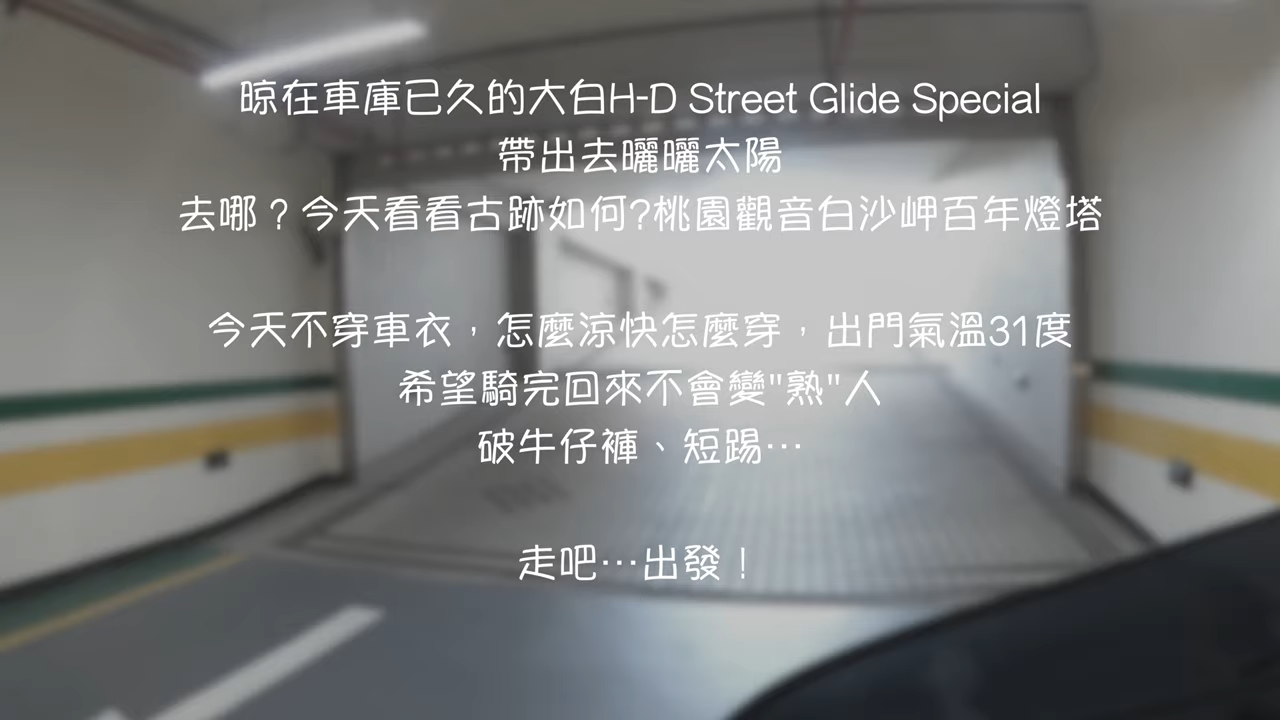 晾在車庫已久的大白H-D Street Glide Special
帶出去曬曬太陽
去哪？今天看看古跡如何?桃園觀音白沙岬百年燈塔
今天不穿車衣，怎麼涼快怎麼穿，出門氣溫31度
希望騎完回來不會變"熟"人
破牛仔褲、短踢…
走吧…出發！